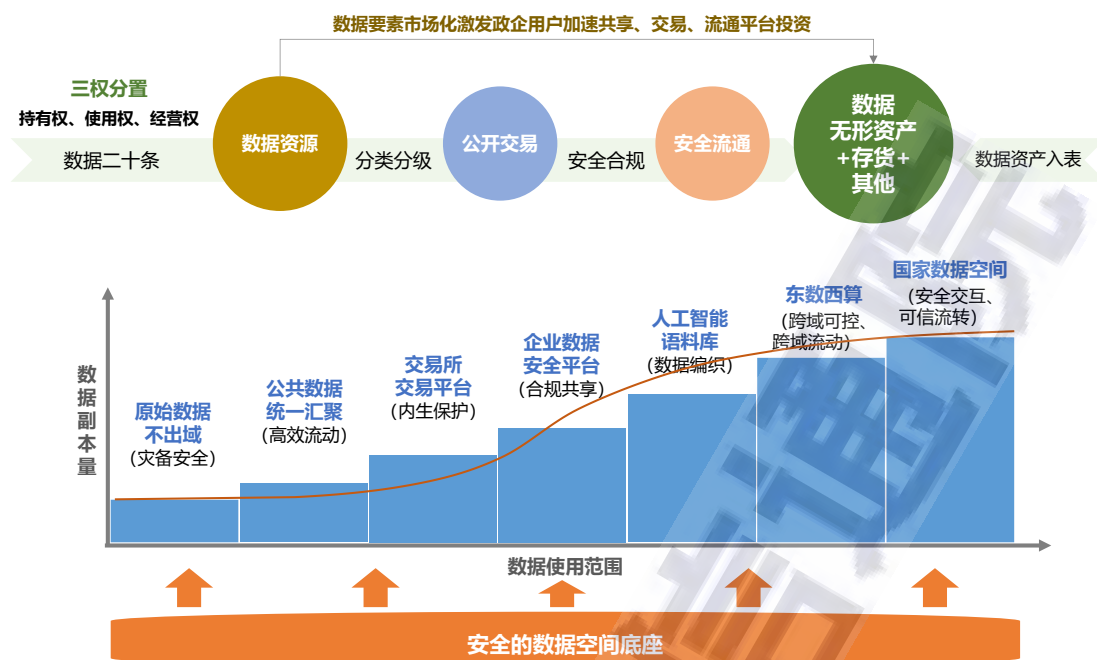 数据要素市场化激发政企用户加速共享、交易、流通平台投资
三权分置
持有权、使用权、经营权
数据二十条
数据资源
分类分级
公开交易
安全合规
安全流通
数据
无形资产
+存货+
其他
数据资产入表
数据副本量
原始数据
不出域
(灾备安全)
公共数据
统一汇聚
(高效流动)
交易所
交易平台
(内生保护)
企业数据
安全平台
(合规共享)
人工智能
语料库
(数据编织)
东数西算
(跨域可控、
跨域流动)
国家数据空间
(安全交互、
可信流转)
数据使用范围
安全的数据空间底座